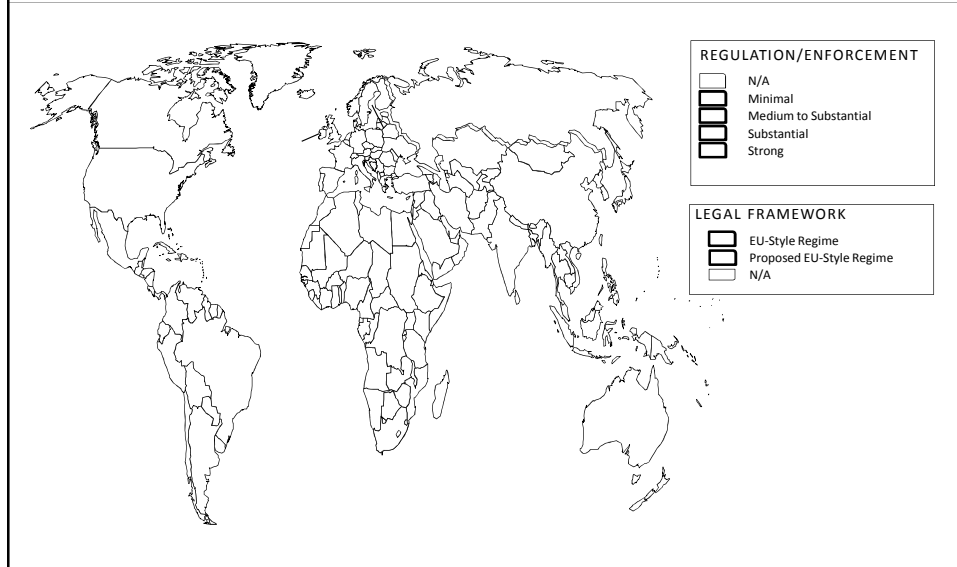 REGULATION/ENFORCEMENT
N/A
Minimal
Medium to Substantial
Substantial
Strong
LEGAL FRAMEWORK
EU-Style Regime
Proposed EU-Style Regime
N/A